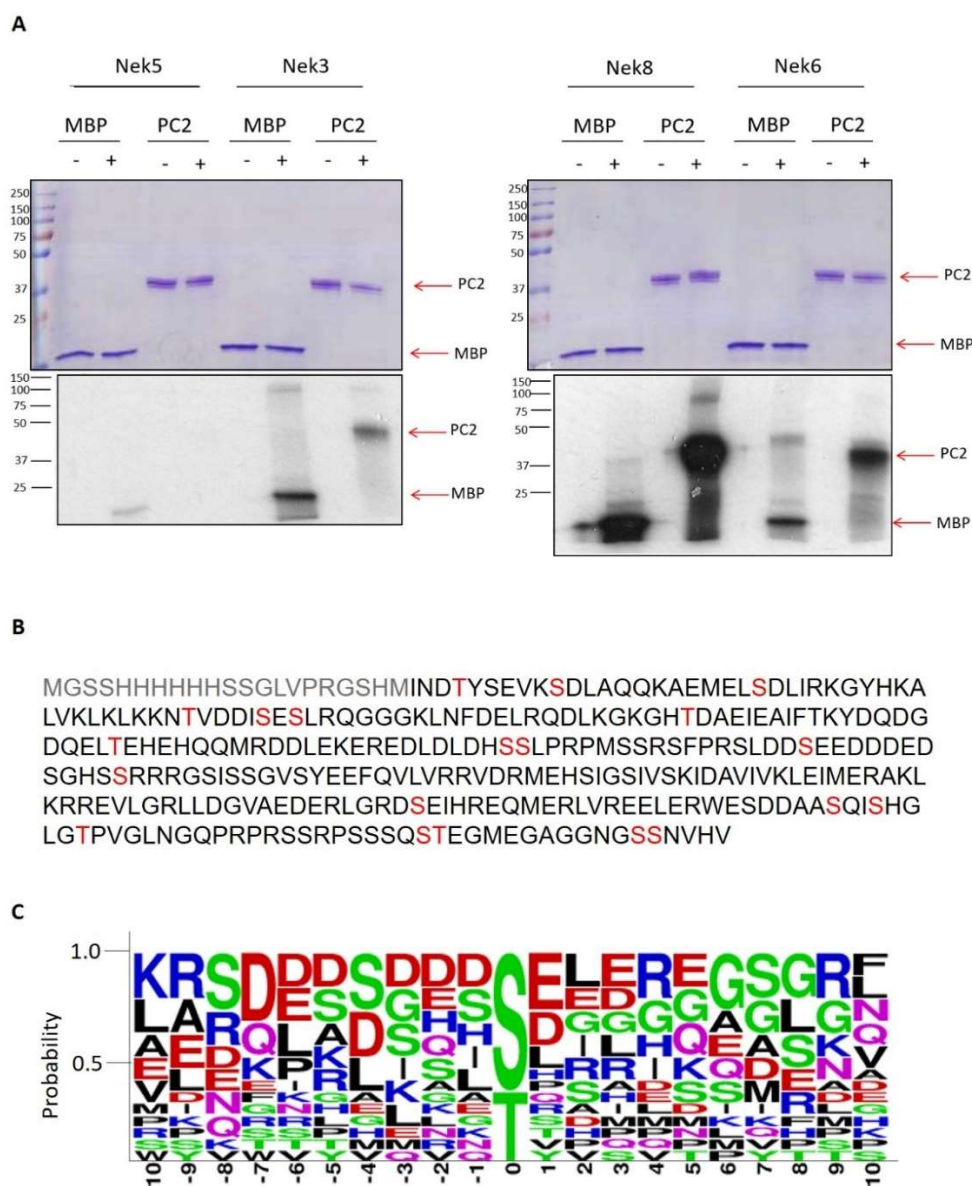 A
Nek5 Nek3 Nek8 Nek6
MBP PC2 MBP PC2 MBP PC2 MBP PC2
- + - + - + - + - + - + - + - +
250
150
100
75
50
37
25
PC2
MBP
250
150
100
75
50
37
25
PC2
MBP
150
100
50
37
25
PC2
MBP
150
100
75
50
37
25
PC2
MBP
B
MGSSHHHHHHSSGLVPRGSHMINDTYSEVKSDLAQQKAEMELSDLIRKGYHKA
LVKLKLKKNTVDDISESLRQGGGKLNFDELRQDLKGKGHTDAEIEAIFTKYDQDG
DQELTEHEHQQMRDDLEKEREDLDLDHSSLPRPMSSRSFPRSLDDSEEDDDED
SGHSSRRRGSISSGVSYEEFQVLVRRVDRMEHSIGSIVSKIDAVIVKLEIMERAKL
KRREVLGRLLDGVAEDERLGRDSEIHREQMERLVREELERWESDDAASQISHG
LGTPVGLNGQPRPRSSRPSSSQSTEGMEGAGGNGSSNVHV
C
Probability
1.0
0.5
KRSDDDSDDDSELEREGSGRF
T
10 -9 -8 -7 -6 -5 -4 -3 -2 -1 0 1 2 3 4 5 6 7 8 9 10